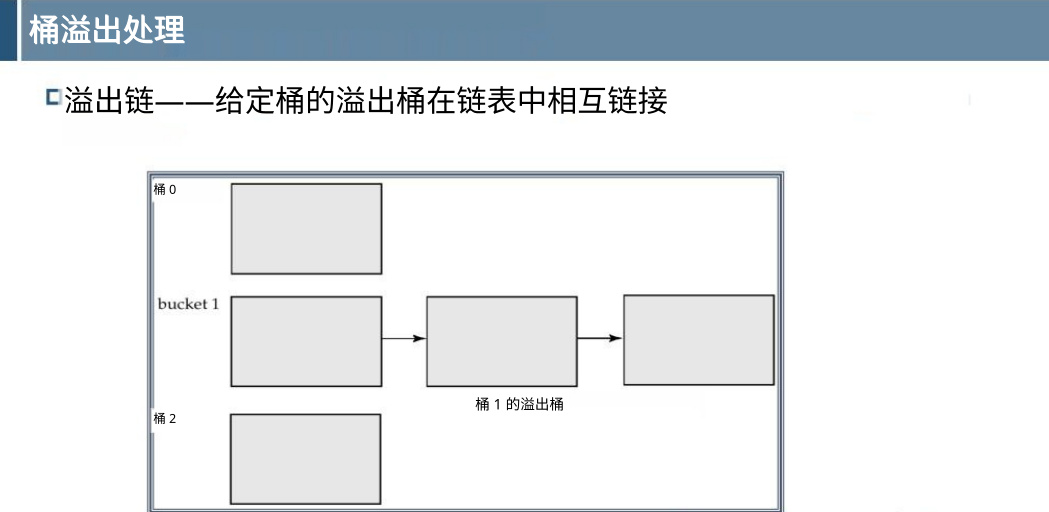 桶溢出处理
溢出链——给定桶的溢出桶在链表中相互链接
桶 0
bucket 1
桶 1 的溢出桶
桶 2